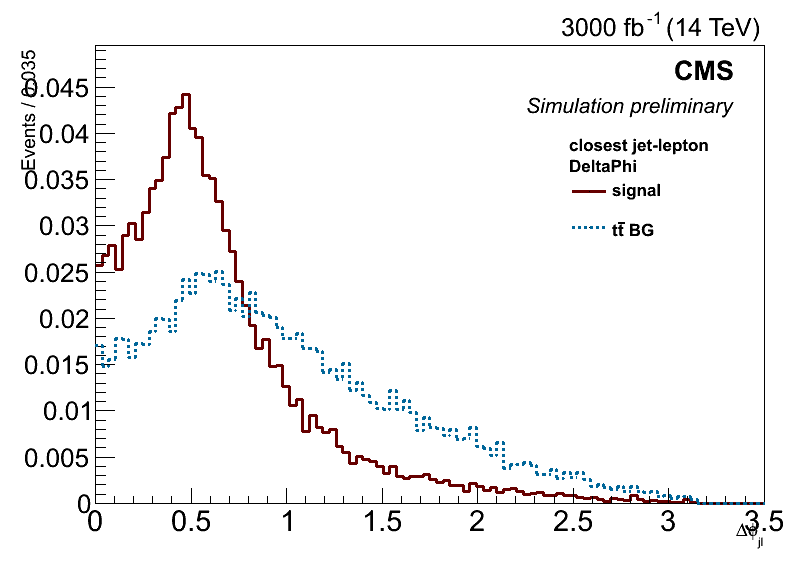 3000 fb⁻¹ (14 TeV)
CMS
Simulation preliminary
closest jet-lepton
DeltaPhi
signal
tt̄ BG
Events / 0.035
0.045
0.04
0.035
0.03
0.025
0.02
0.015
0.01
0.005
0
0 0.5 1 1.5 2 2.5 3 3.5
Δϕjl